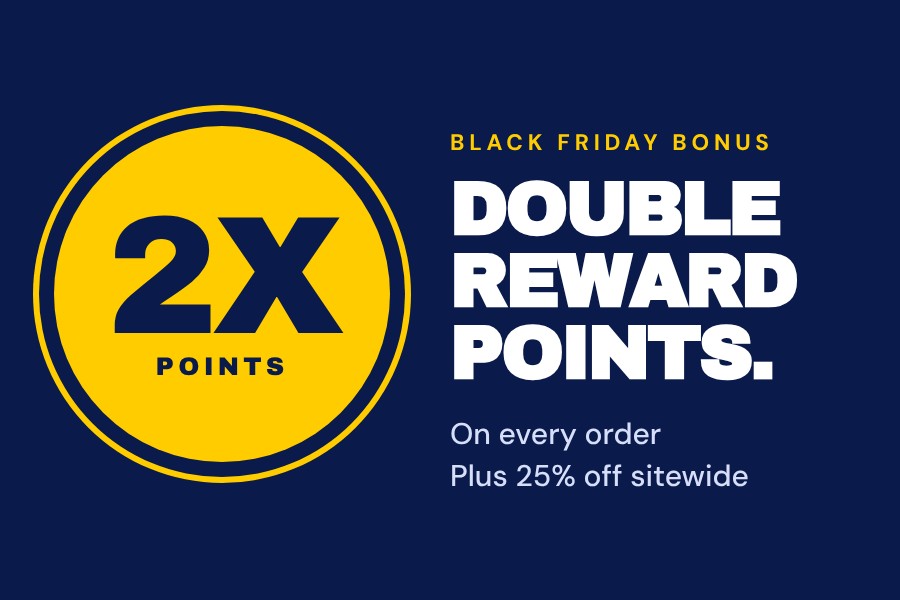 2X
POINTS
BLACK FRIDAY BONUS
DOUBLE
REWARD
POINTS.
On every order
Plus 25% off sitewide